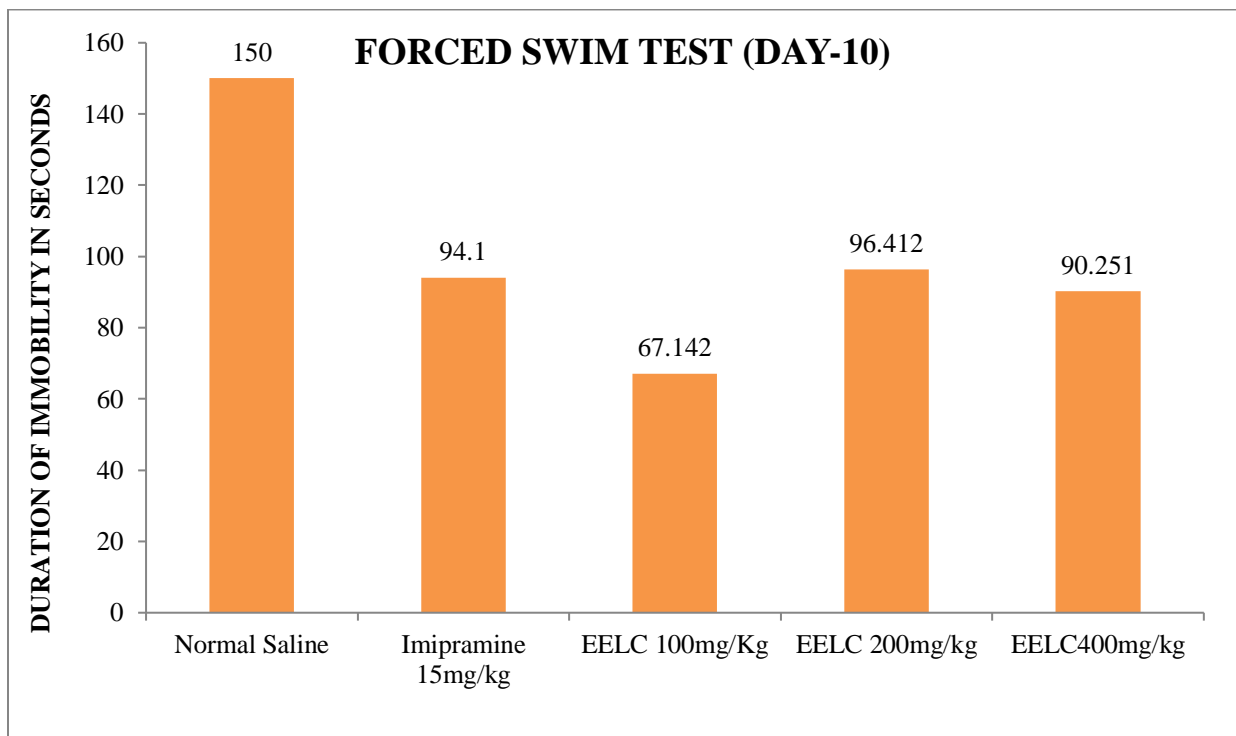 FORCED SWIM TEST (DAY-10)
DURATION OF IMMOBILITY IN SECONDS
160
140
120
100
80
60
40
20
0
150
94.1
67.142
96.412
90.251
Normal Saline
Imipramine
15mg/kg
EELC 100mg/Kg
EELC 200mg/kg
EELC400mg/kg